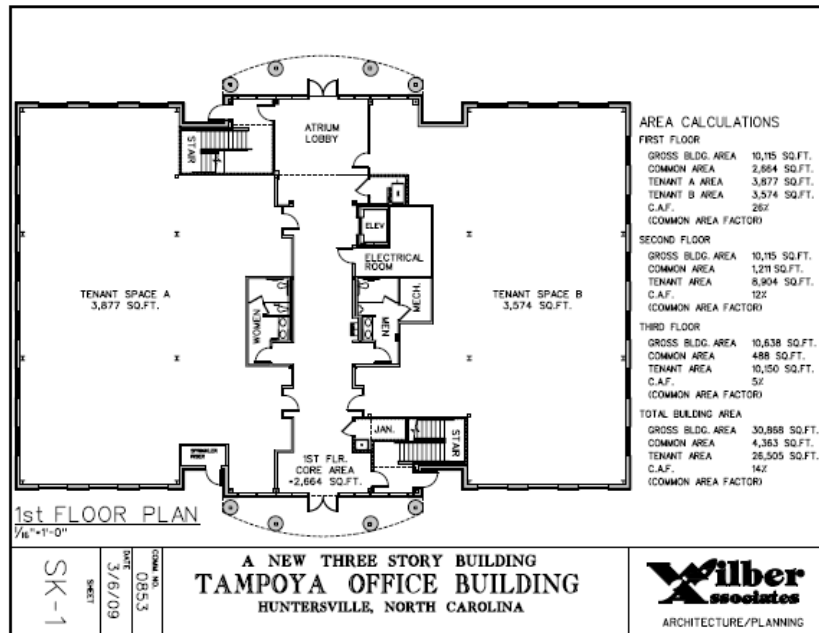 ATRIUM
LOBBY
STAIR
ELEV
ELECTRICAL
ROOM
TENANT SPACE A
3,877 SQ.FT.
WOMEN
MEN
MECH.
TENANT SPACE B
3,574 SQ.FT.
JAN.
STAIR
SPRINKLER
RISER
1ST FLR.
CORE AREA
=2,664 SQ.FT.
1st FLOOR PLAN
1/16"=1'-0"
AREA CALCULATIONS
FIRST FLOOR
GROSS BLDG. AREA 10,115 SQ.FT.
COMMON AREA 2,664 SQ.FT.
TENANT A AREA 3,877 SQ.FT.
TENANT B AREA 3,574 SQ.FT.
C.A.F. 26%
(COMMON AREA FACTOR)
SECOND FLOOR
GROSS BLDG. AREA 10,115 SQ.FT.
COMMON AREA 1,211 SQ.FT.
TENANT AREA 8,904 SQ.FT.
C.A.F. 12%
(COMMON AREA FACTOR)
THIRD FLOOR
GROSS BLDG. AREA 10,638 SQ.FT.
COMMON AREA 488 SQ.FT.
TENANT AREA 10,150 SQ.FT.
C.A.F. 5%
(COMMON AREA FACTOR)
TOTAL BUILDING AREA
GROSS BLDG. AREA 30,868 SQ.FT.
COMMON AREA 4,363 SQ.FT.
TENANT AREA 26,505 SQ.FT.
C.A.F. 14%
(COMMON AREA FACTOR)
SHEET
SK-1
DATE
3/6/09
COMM NO.
0853
A NEW THREE STORY BUILDING
TAMPOYA OFFICE BUILDING
HUNTERSVILLE, NORTH CAROLINA
Wilber
Associates
ARCHITECTURE/PLANNING